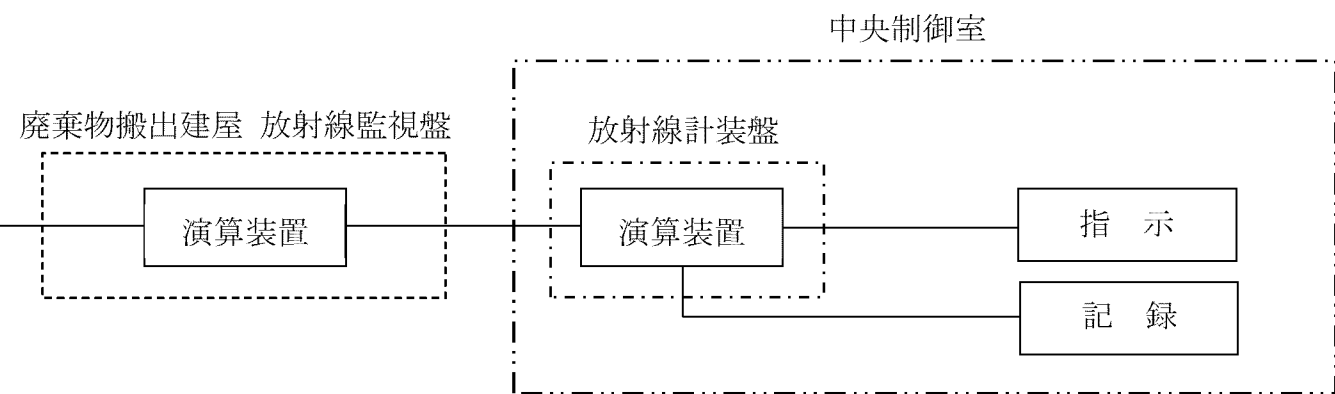 中央制御室
廃棄物搬出建屋 放射線監視盤
放射線計装盤
演算装置
演算装置
指 示
記 録